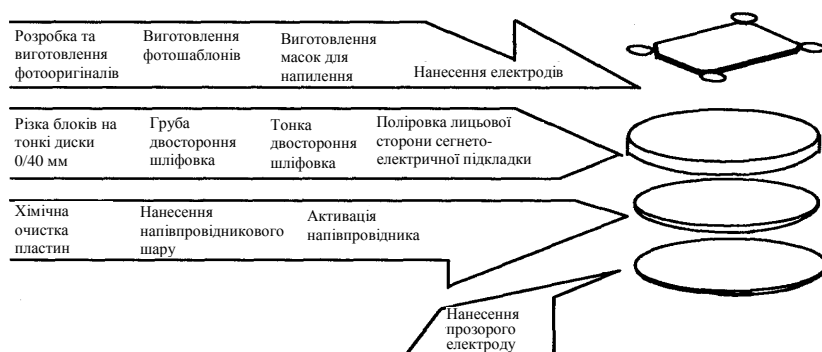 Розробка та
виготовлення
фотооригіналів
Виготовлення
фотошаблонів
Виготовлення
масок для
напилення
Нанесення електродів
Різка блоків на
тонкі диски
0/40 мм
Груба
двостороння
шліфовка
Тонка
двостороння
шліфовка
Поліровка лицьової
сторони сегнето-
електричної підкладки
Хімічна
очистка
пластин
Нанесення
напівпровідникового
шару
Активація
напівпровідника
Нанесення
прозорого
електроду